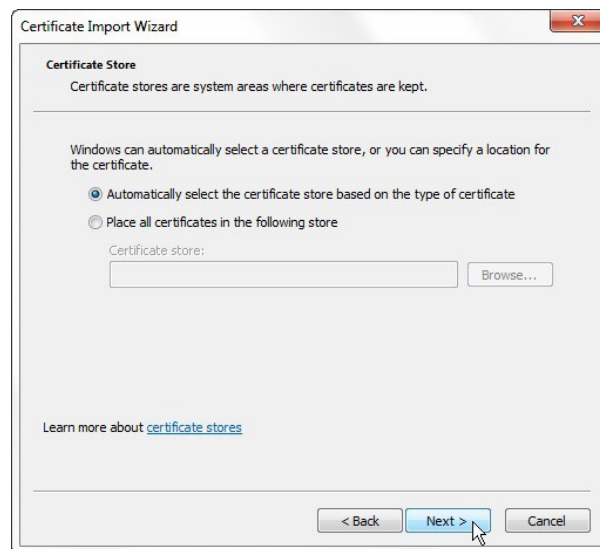 Certificate Import Wizard
Certificate Store
Certificate stores are system areas where certificates are kept.
Windows can automatically select a certificate store, or you can specify a location for
the certificate.
Automatically select the certificate store based on the type of certificate
Place all certificates in the following store
Certificate store:
Browse...
Learn more about certificate stores
< Back
Next >
Cancel